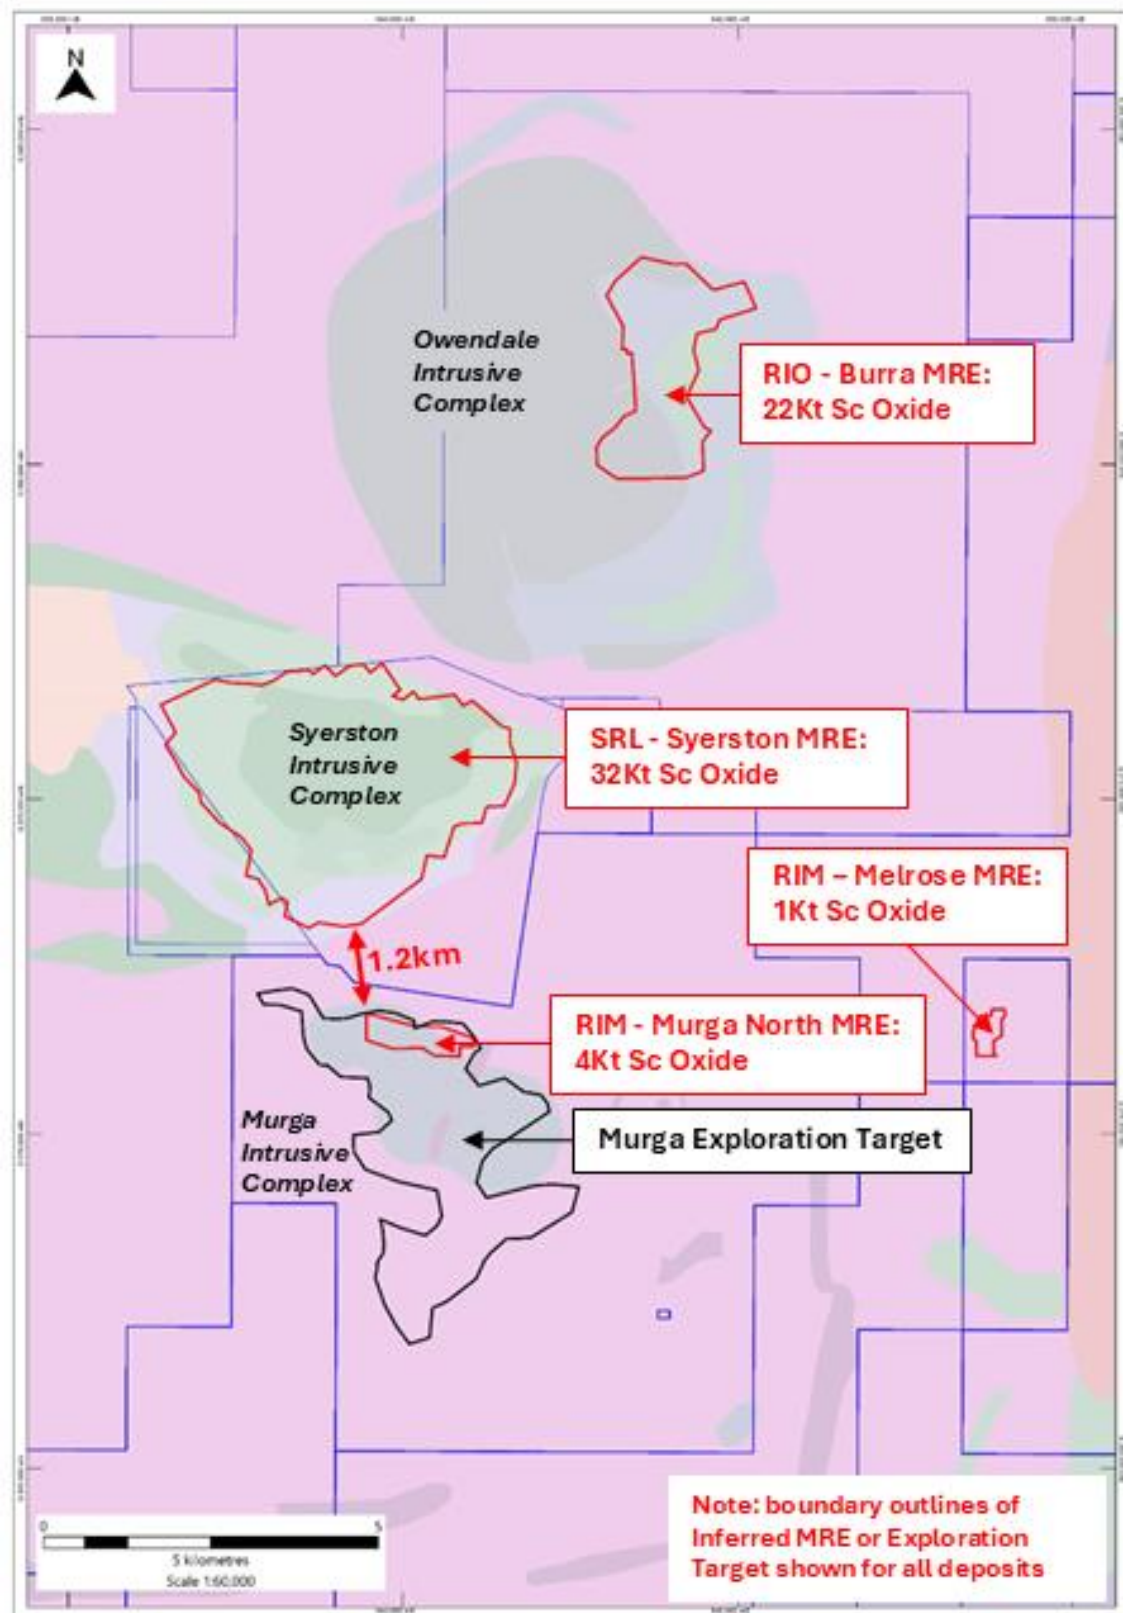 N
Owendale
Intrusive
Complex
RIO - Burra MRE:
22Kt Sc Oxide
Syerston
Intrusive
Complex
SRL - Syerston MRE:
32Kt Sc Oxide
RIM – Melrose MRE:
1Kt Sc Oxide
1.2km
RIM - Murga North MRE:
4Kt Sc Oxide
Murga
Intrusive
Complex
Murga Exploration Target
Note: boundary outlines of
Inferred MRE or Exploration
Target shown for all deposits
0 5
5 kilometres
Scale 1:60,000